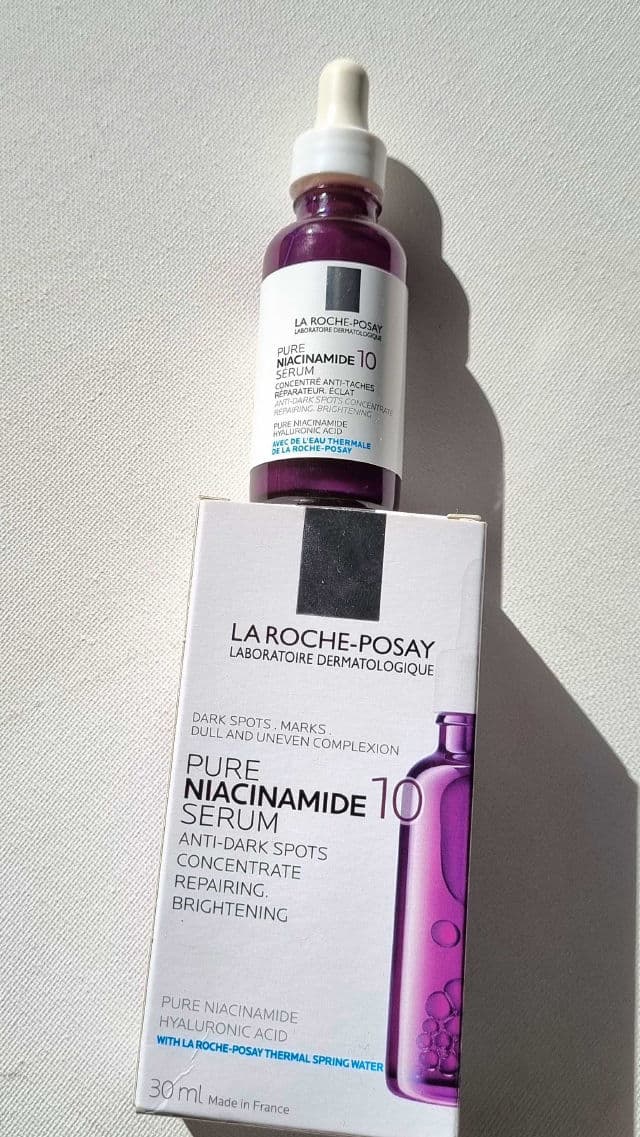 LA ROCHE-POSAY
LABORATOIRE DERMATOLOGIQUE
PURE
NIACINAMIDE 10
SERUM
CONCENTRÉ ANTI-TACHES
RÉPARATEUR. ÉCLAT
ANTI-DARK SPOTS CONCENTRATE
REPAIRING. BRIGHTENING
PURE NIACINAMIDE
HYALURONIC ACID
AVEC DE L'EAU THERMALE
DE LA ROCHE-POSAY
LA ROCHE-POSAY
LABORATOIRE DERMATOLOGIQUE
DARK SPOTS . MARKS .
DULL AND UNEVEN COMPLEXION
PURE
NIACINAMIDE 10
SERUM
ANTI-DARK SPOTS
CONCENTRATE
REPAIRING.
BRIGHTENING
PURE NIACINAMIDE
HYALURONIC ACID
WITH LA ROCHE-POSAY THERMAL SPRING WATER
30 ml Made in France